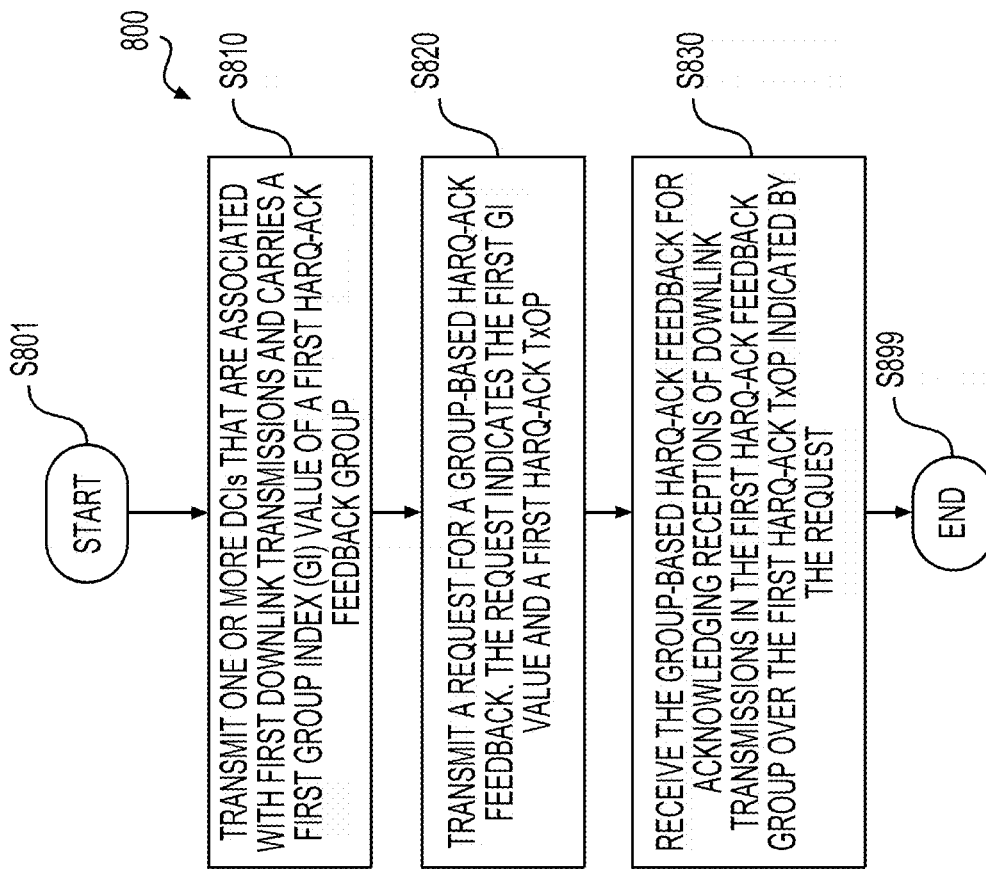 800
S801
START
S810
TRANSMIT ONE OR MORE DCIs THAT ARE ASSOCIATED
WITH FIRST DOWNLINK TRANSMISSIONS AND CARRIES A
FIRST GROUP INDEX (GI) VALUE OF A FIRST HARQ-ACK
FEEDBACK GROUP
S820
TRANSMIT A REQUEST FOR A GROUP-BASED HARQ-ACK
FEEDBACK. THE REQUEST INDICATES THE FIRST GI
VALUE AND A FIRST HARQ-ACK TxOP
S830
RECEIVE THE GROUP-BASED HARQ-ACK FEEDBACK FOR
ACKNOWLEDGING RECEPTIONS OF DOWNLINK
TRANSMISSIONS IN THE FIRST HARQ-ACK FEEDBACK
GROUP OVER THE FIRST HARQ-ACK TxOP INDICATED BY
THE REQUEST
S899
END